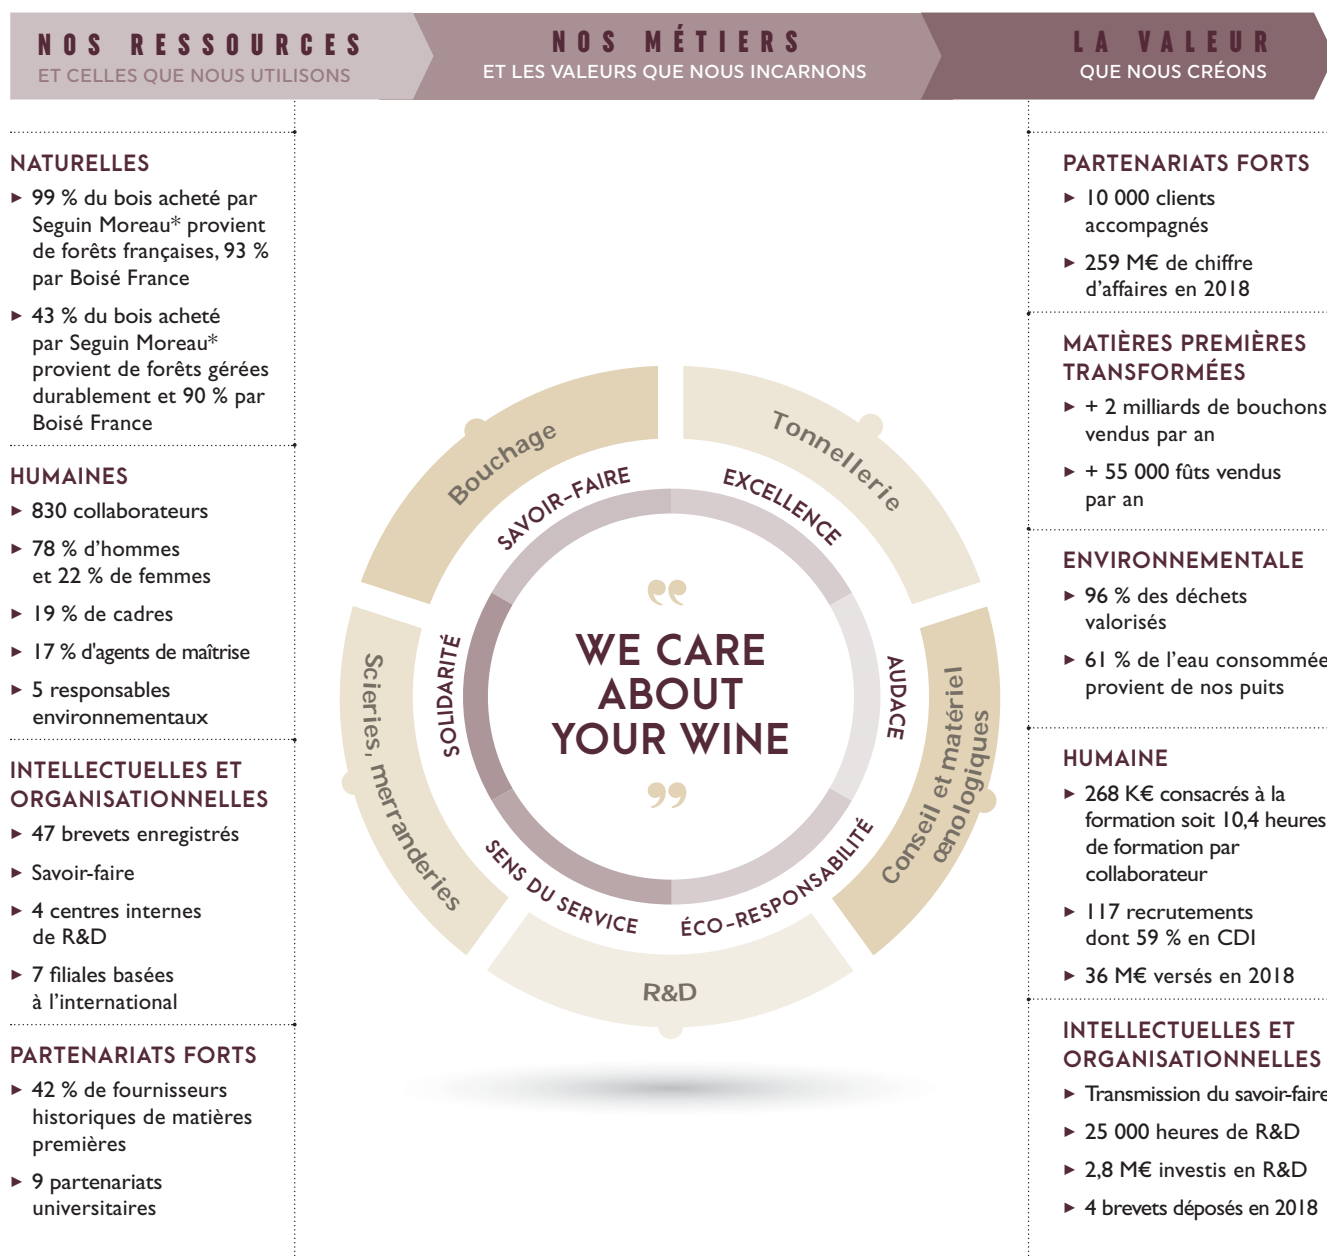 NOS RESSOURCES
ET CELLES QUE NOUS UTILISONS
NOS MÉTIERS
ET LES VALEURS QUE NOUS INCARNONS
LA VALEUR
QUE NOUS CRÉONS
NATURELLES
► 99 % du bois acheté par
Seguin Moreau* provient
de forêts françaises, 93 %
par Boisé France
► 43 % du bois acheté
par Seguin Moreau*
provient de forêts gérées
durablement et 90 % par
Boisé France
HUMAINES
► 830 collaborateurs
► 78 % d'hommes
et 22 % de femmes
► 19 % de cadres
► 17 % d'agents de maîtrise
► 5 responsables
environnementaux
INTELLECTUELLES ET
ORGANISATIONNELLES
► 47 brevets enregistrés
► Savoir-faire
► 4 centres internes
de R&D
► 7 filiales basées
à l'international
PARTENARIATS FORTS
► 42 % de fournisseurs
historiques de matières
premières
► 9 partenariats
universitaires
Bouchage
Tonnellerie
Conseil et matériel
œnologiques
R&D
Scieries, merranderies
SAVOIR-FAIRE
EXCELLENCE
AUDACE
ÉCO-RESPONSABILITÉ
SENS DU SERVICE
SOLIDARITÉ
“
WE CARE
ABOUT
YOUR WINE
”
PARTENARIATS FORTS
► 10 000 clients
accompagnés
► 259 M€ de chiffre
d'affaires en 2018
MATIÈRES PREMIÈRES
TRANSFORMÉES
► + 2 milliards de bouchons
vendus par an
► + 55 000 fûts vendus
par an
ENVIRONNEMENTALE
► 96 % des déchets
valorisés
► 61 % de l'eau consommée
provient de nos puits
HUMAINE
► 268 K€ consacrés à la
formation soit 10,4 heures
de formation par
collaborateur
► 117 recrutements
dont 59 % en CDI
► 36 M€ versés en 2018
INTELLECTUELLES ET
ORGANISATIONNELLES
► Transmission du savoir-faire
► 25 000 heures de R&D
► 2,8 M€ investis en R&D
► 4 brevets déposés en 2018